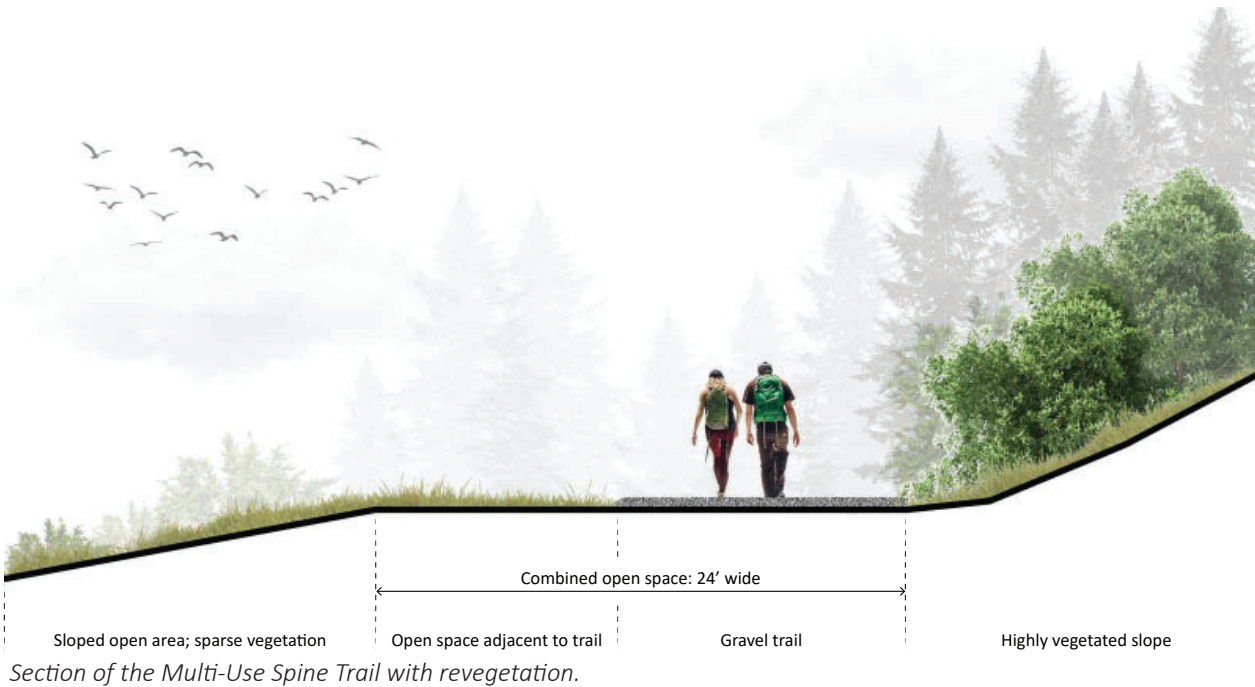 Combined open space: 24’ wide
Sloped open area; sparse vegetation
Open space adjacent to trail
Gravel trail
Highly vegetated slope
Section of the Multi-Use Spine Trail with revegetation.